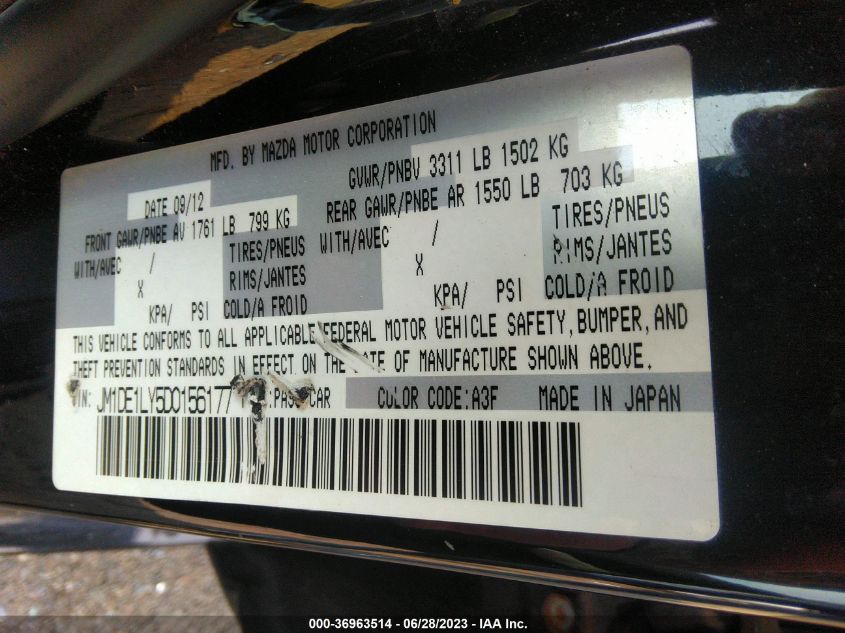 MFD. BY MAZDA MOTOR CORPORATION
DATE 09/12 GVWR/PNBV 3311 LB 1502 KG
FRONT GAWR/PNBE AV 1761 LB 799 KG REAR GAWR/PNBE AR 1550 LB 703 KG
WITH/AVEC / TIRES/PNEUS WITH/AVEC / TIRES/PNEUS
X RIMS/JANTES X RIMS/JANTES
KPA/ PSI COLD/A FROID KPA/ PSI COLD/A FROID
THIS VEHICLE CONFORMS TO ALL APPLICABLE FEDERAL MOTOR VEHICLE SAFETY, BUMPER, AND
THEFT PREVENTION STANDARDS IN EFFECT ON THE DATE OF MANUFACTURE SHOWN ABOVE.
VIN: JM1DE1LY5D0156177 :PASS CAR COLOR CODE:A3F MADE IN JAPAN
000-36963514 - 06/28/2023 - IAA Inc.